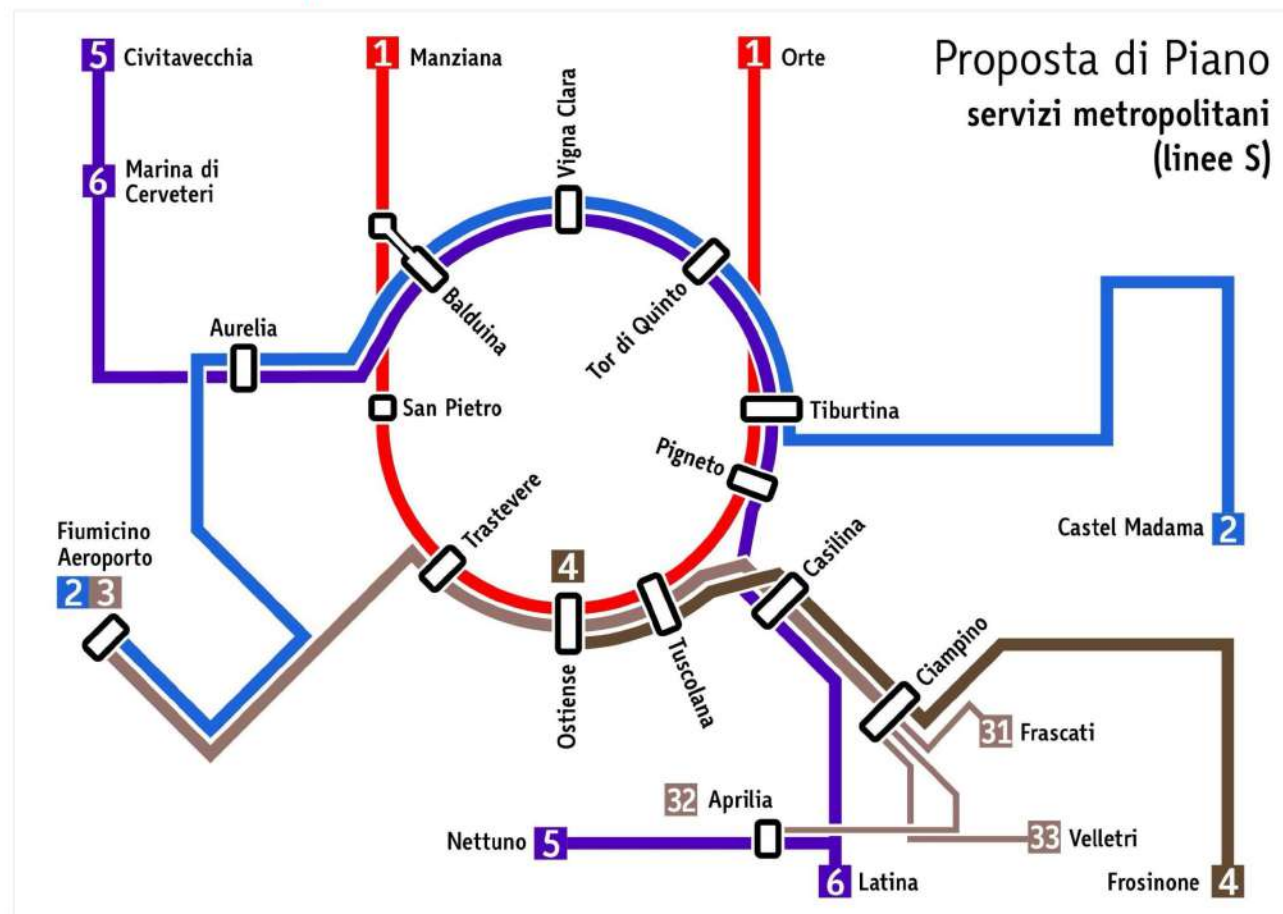 5 Civitavecchia
1 Manziana
1 Orte
Proposta di Piano
servizi metropolitani
(linee S)
Vigna Clara
6 Marina di
Cerveteri
Balduina
Tor di Quinto
Aurelia
San Pietro
Tiburtina
Pigneto
Trastevere
Casilina
Fiumicino
Aeroporto
2 3
4
Castel Madama 2
Ostiense
Tuscolana
Ciampino
31 Frascati
32 Aprilia
Nettuno 5
33 Velletri
6 Latina
Frosinone 4